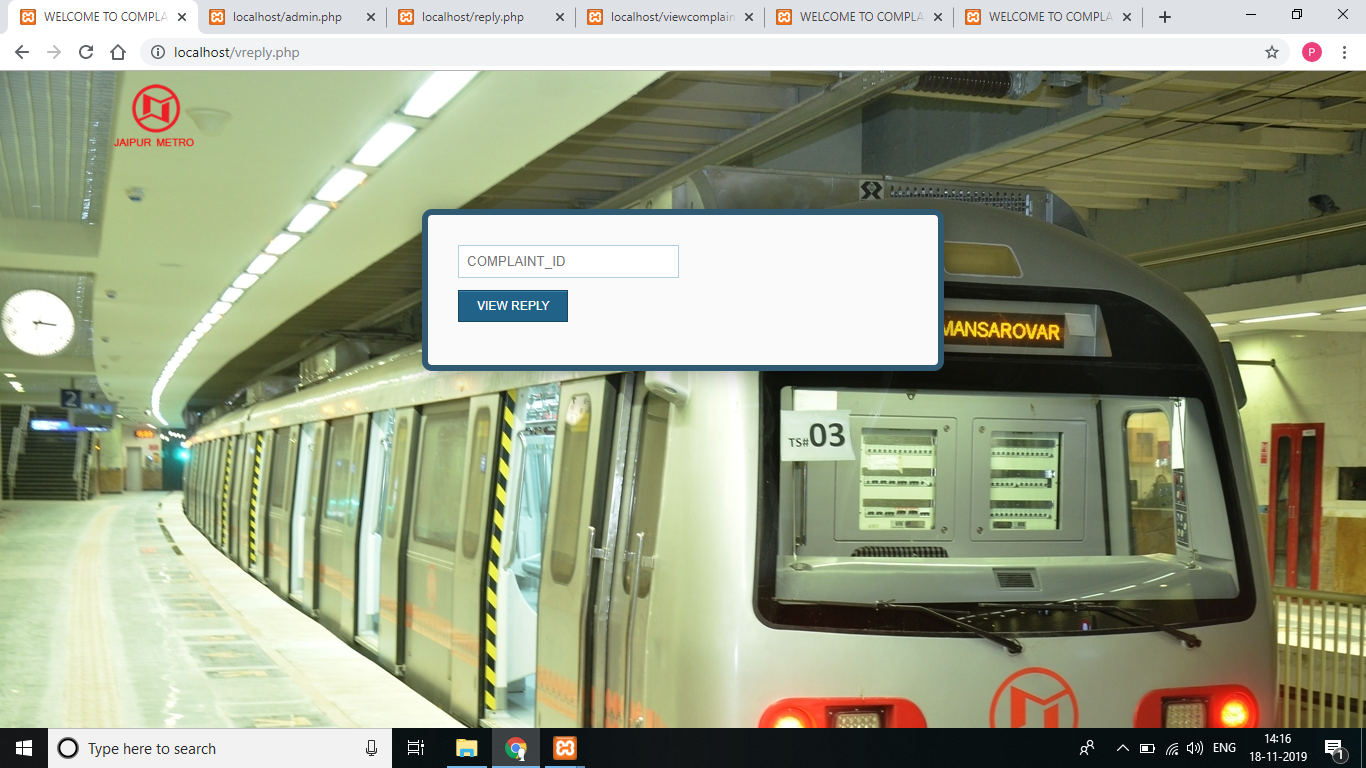 WELCOME TO COMPLA
localhost/admin.php
localhost/reply.php
localhost/viewcomplain
WELCOME TO COMPLA
WELCOME TO COMPLA
localhost/vreply.php
P
JAIPUR METRO
COMPLAINT_ID
VIEW REPLY
MANSAROVAR
2
TS#03
Type here to search
ENG
14:16
18-11-2019
1